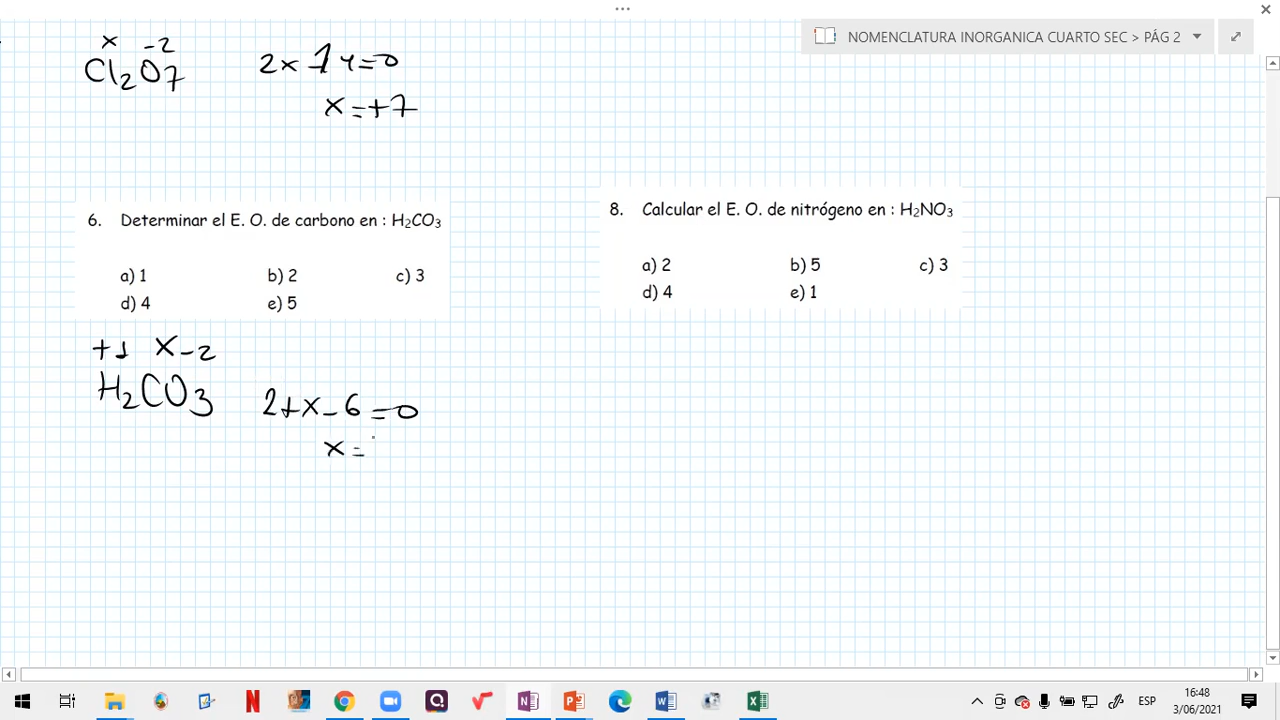 NOMENCLATURA INORGANICA CUARTO SEC > PÁG 2
x -2
Cl2O7 2x - 14 = 0
x = +7
6. Determinar el E. O. de carbono en : H₂CO₃
a) 1 b) 2 c) 3
d) 4 e) 5
+1 x -2
H2CO3 2+x-6=0
x =
8. Calcular el E. O. de nitrógeno en : H₂NO₃
a) 2 b) 5 c) 3
d) 4 e) 1
ESP
6:48
3/06/2021